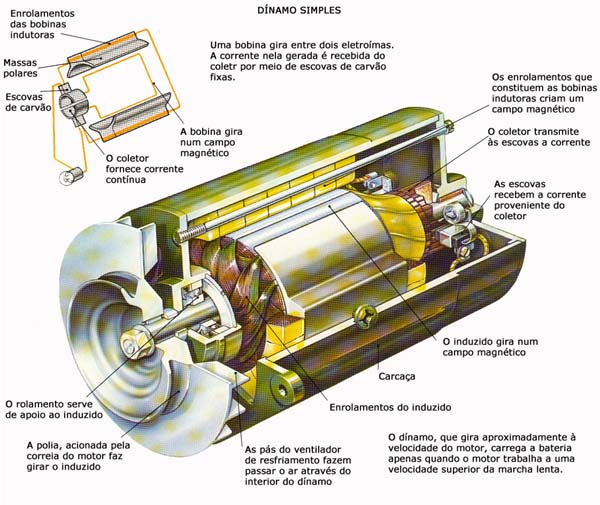 DÍNAMO SIMPLES
Enrolamentos
das bobinas
indutoras
Massas
polares
Escovas
de carvão
O coletor
fornece corrente
contínua
A bobina gira
num campo
magnético
Uma bobina gira entre dois eletroímas.
A corrente nela gerada é recebida do
coletr por meio de escovas de carvão
fixas.
Os enrolamentos que
constituem as bobinas
indutoras criam um
campo magnético
O coletor transmite
às escovas a corrente
As escovas
recebem a corrente
proveniente do
coletor
O induzido gira num
campo magnético
Carcaça
Enrolamentos do induzido
O rolamento serve
de apoio ao induzido
A polia, acionada pela
correia do motor faz
girar o induzido
As pás do ventilador
de resfriamento fazem
passar o ar através do
interior do dínamo
O dínamo, que gira aproximadamente à
velocidade do motor, carrega a bateria
apenas quando o motor trabalha a uma
velocidade superior da marcha lenta.